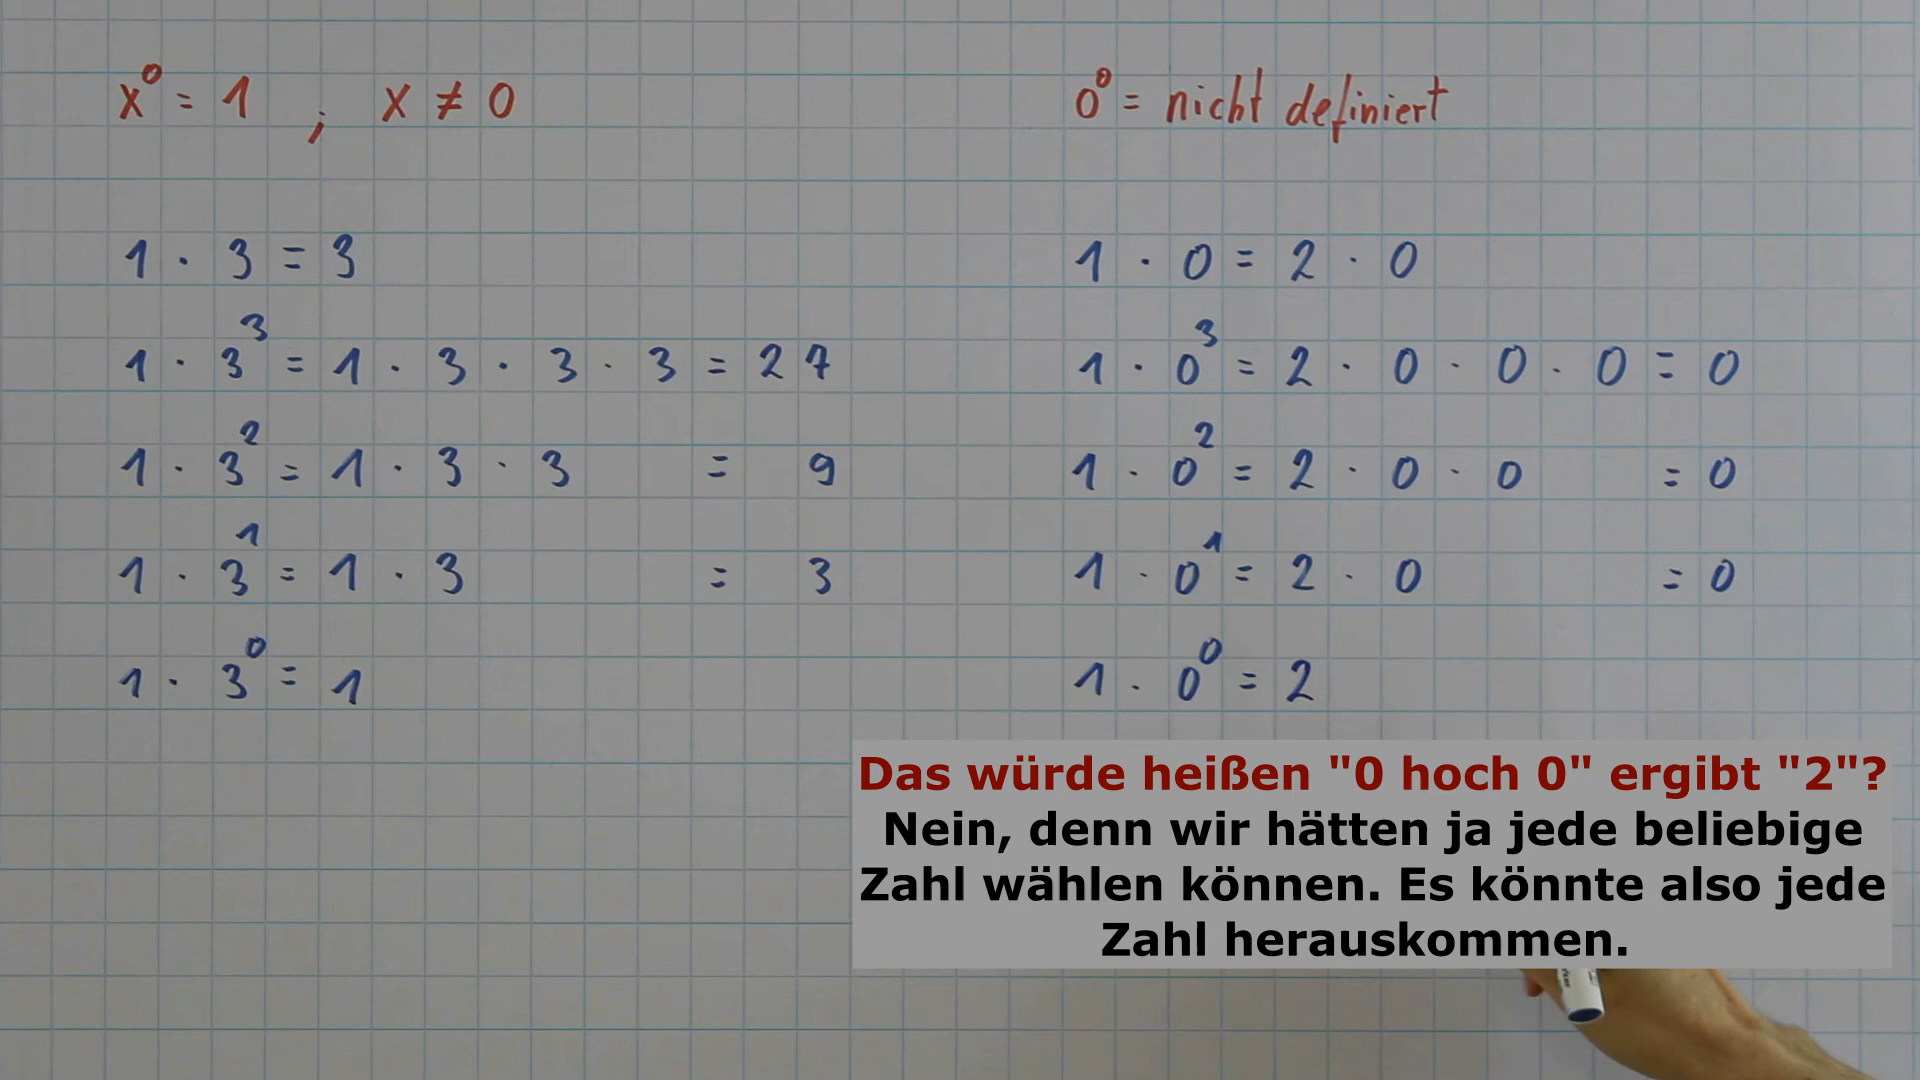 x⁰ = 1 ; x ≠ 0
0⁰ = nicht definiert
1 · 3 = 3
1 · 3³ = 1 · 3 · 3 · 3 = 27
1 · 3² = 1 · 3 · 3 = 9
1 · 3¹ = 1 · 3 = 3
1 · 3⁰ = 1
1 · 0 = 2 · 0
1 · 0³ = 2 · 0 · 0 · 0 = 0
1 · 0² = 2 · 0 · 0 = 0
1 · 0¹ = 2 · 0 = 0
1 · 0⁰ = 2
Das würde heißen "0 hoch 0" ergibt "2"?
Nein, denn wir hätten ja jede beliebige
Zahl wählen können. Es könnte also jede
Zahl herauskommen.